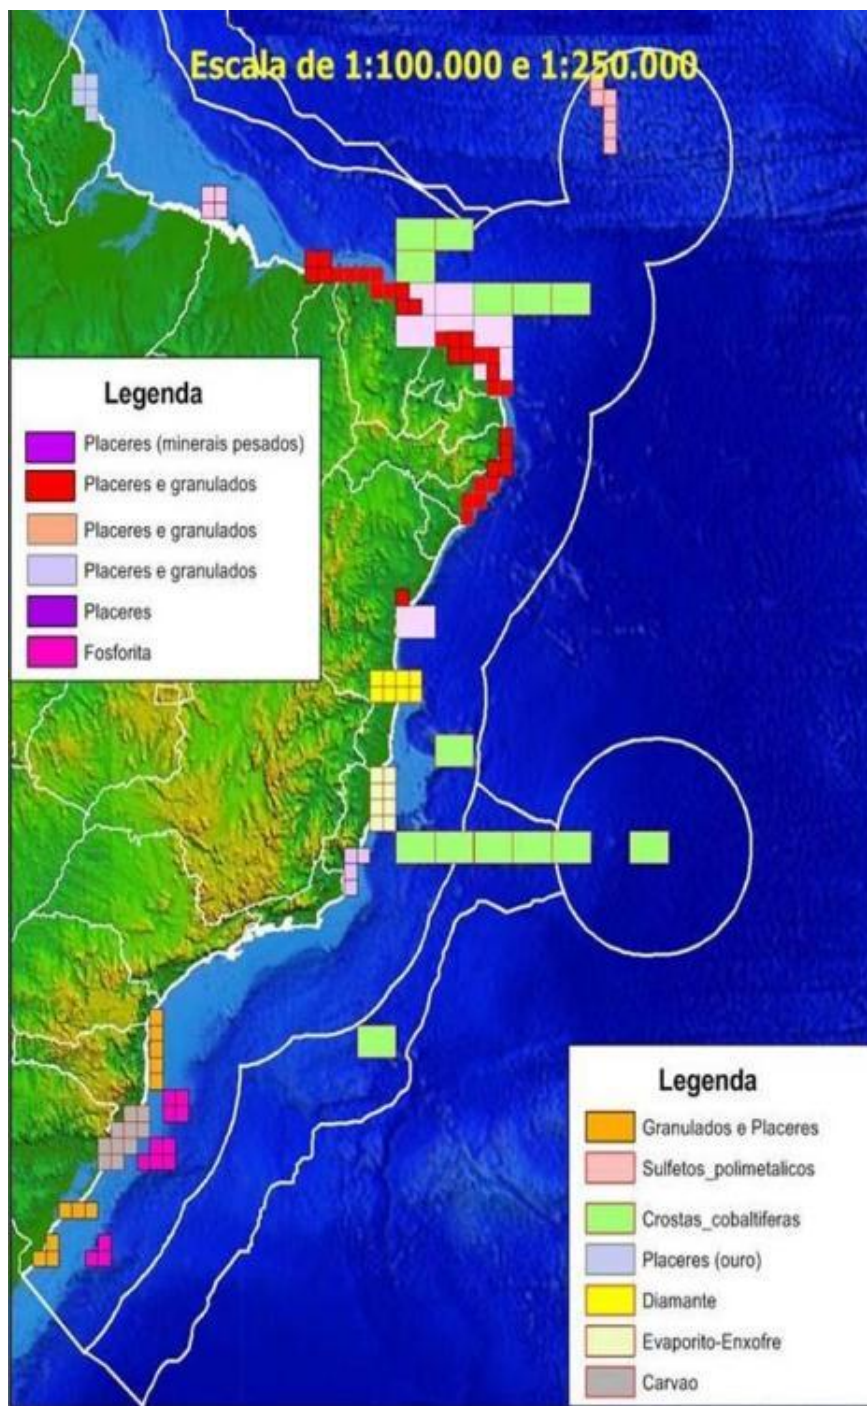 Escala de 1:100.000 e 1:250.000
Legenda
Placeres (minerais pesados)
Placeres e granulados
Placeres e granulados
Placeres e granulados
Placeres
Fosforita
Legenda
Granulados e Placeres
Sulfetos_polimetalicos
Crostas_cobaltiferas
Placeres (ouro)
Diamante
Evaporito-Enxofre
Carvao